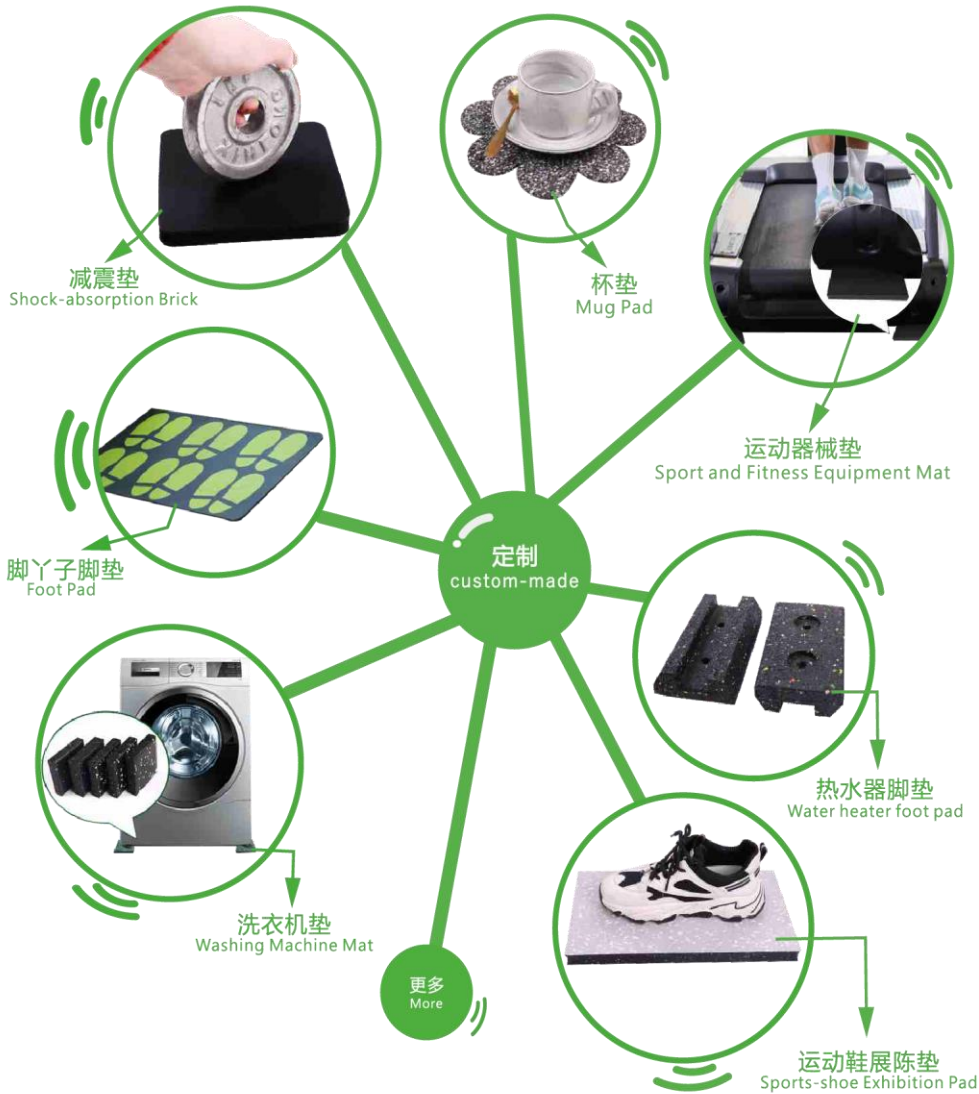 减震垫
Shock-absorption Brick
杯垫
Mug Pad
运动器械垫
Sport and Fitness Equipment Mat
脚丫子脚垫
Foot Pad
定制
custom-made
热水器脚垫
Water heater foot pad
洗衣机垫
Washing Machine Mat
更多
More
运动鞋展陈垫
Sports-shoe Exhibition Pad